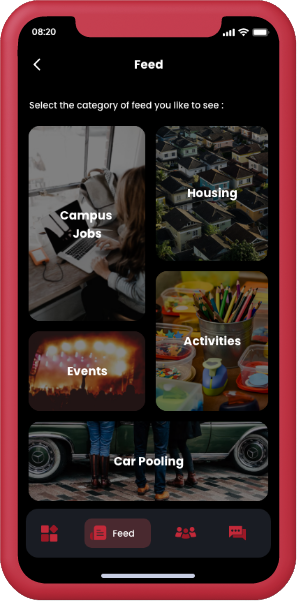 08:20
Feed
Select the category of feed you like to see :
Campus
Jobs
Housing
Activities
Events
Car Pooling
Feed